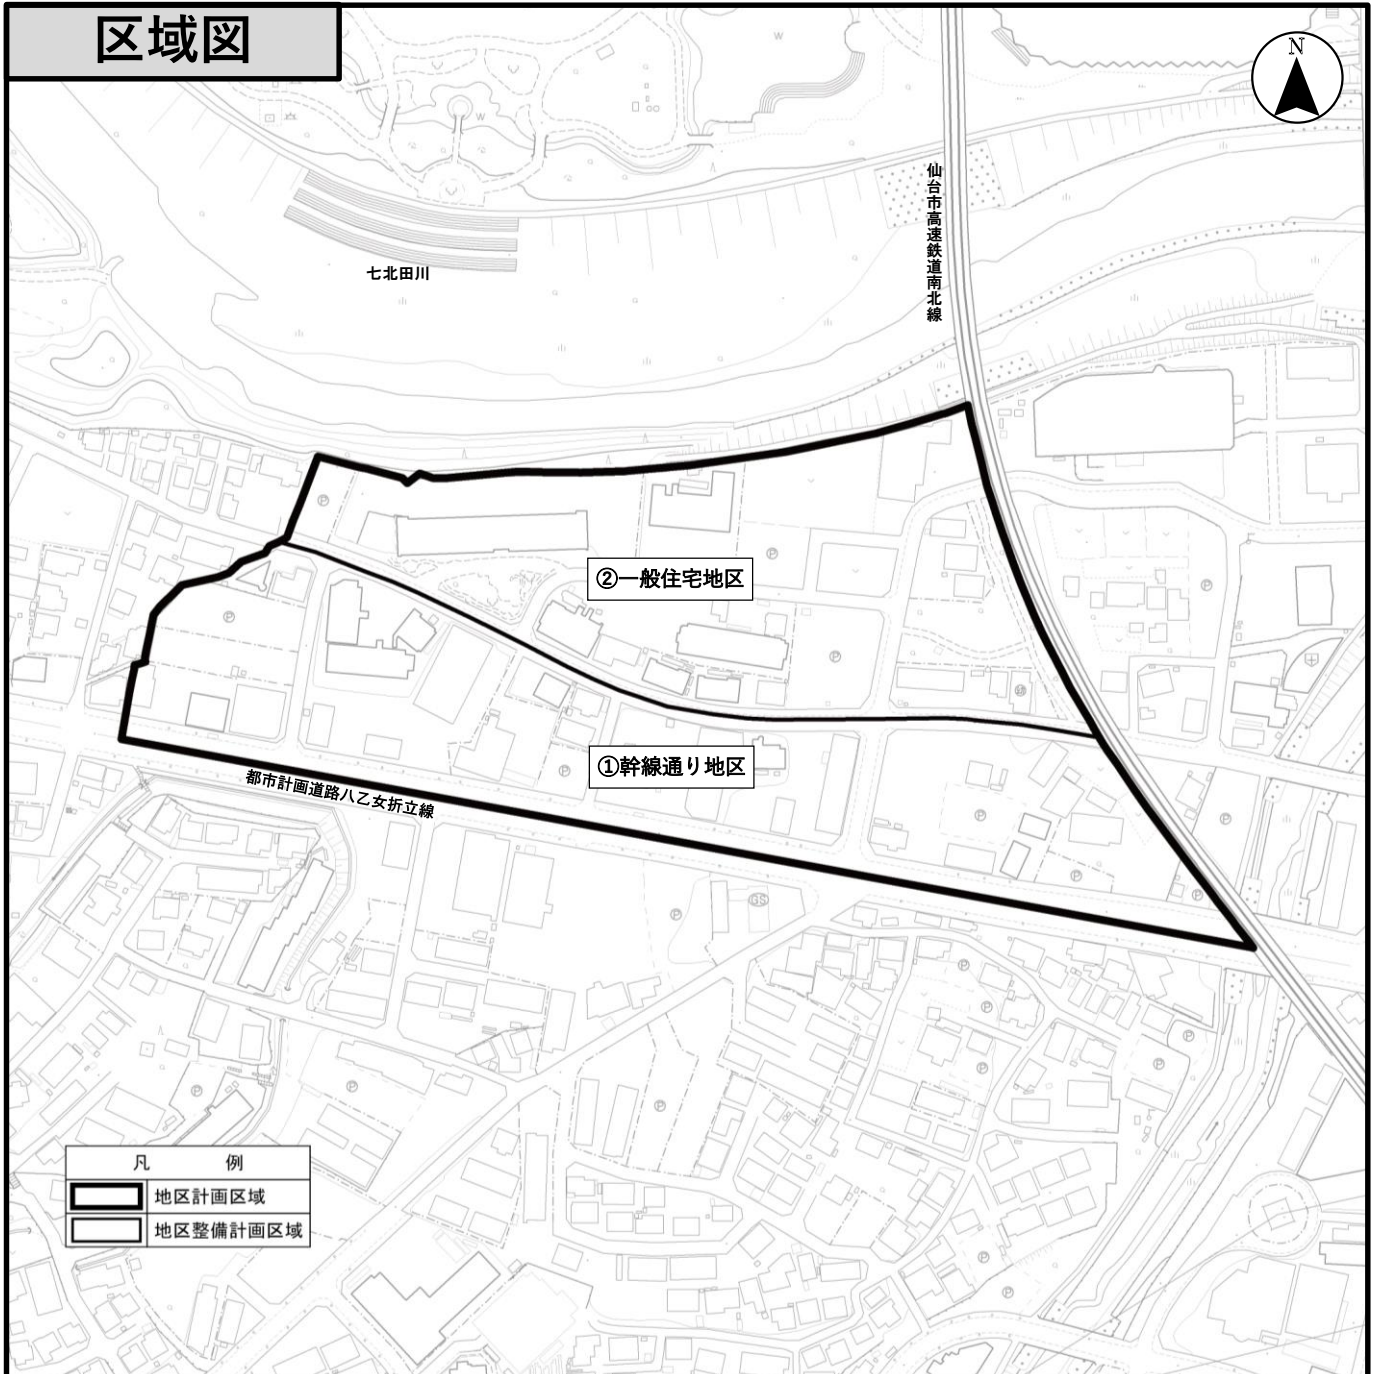 区域図
N
仙台市高速鉄道南北線
七北田川
②一般住宅地区
①幹線通り地区
都市計画道路八乙女折立線
GS
凡　　例
地区計画区域
地区整備計画区域